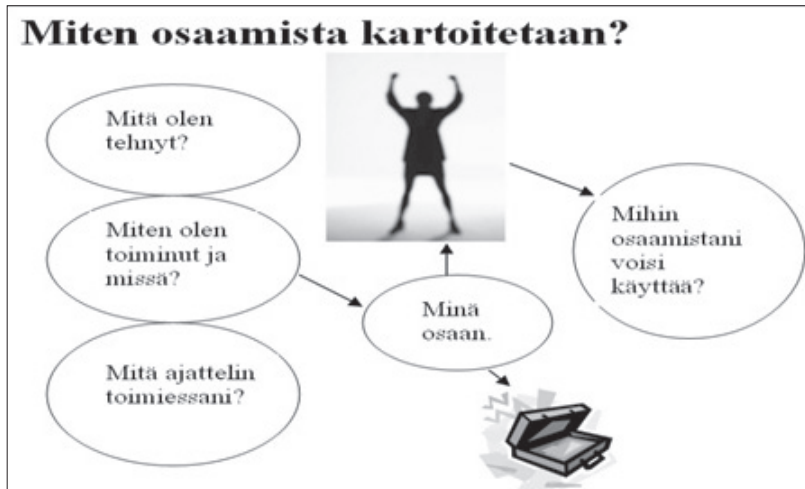 Miten osaamista kartoitetaan?
Mitä olen
tehnyt?
Miten olen
toiminut ja
missä?
Mitä ajattelin
toimiessani?
Minä
osaan.
Mihin
osaamistani
voisi
käyttää?